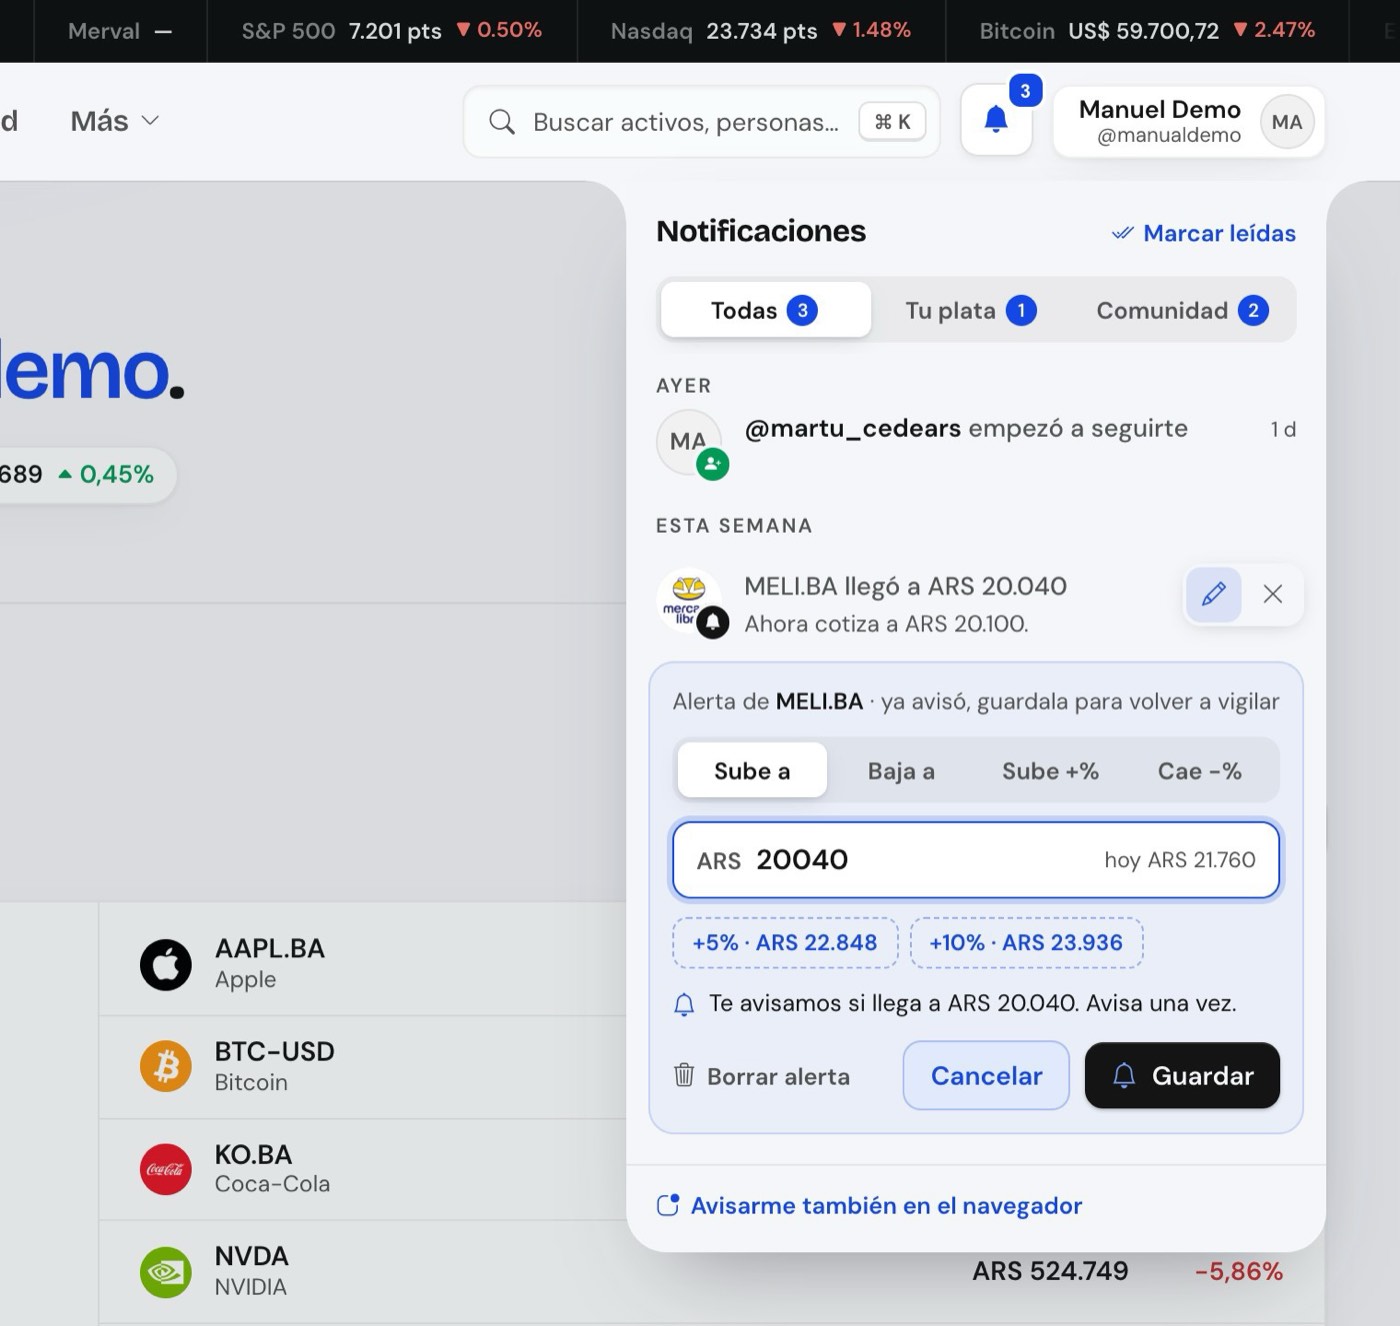 Merval —
S&P 500 7.201 pts ▼ 0.50%
Nasdaq 23.734 pts ▼ 1.48%
Bitcoin US$ 59.700,72 ▼ 2.47%
d
Más
Buscar activos, personas...
⌘ K
3
Manuel Demo
@manualdemo
MA
Notificaciones
Marcar leídas
Todas 3
Tu plata 1
Comunidad 2
AYER
MA
@martu_cedears empezó a seguirte
1 d
ESTA SEMANA
MELI.BA llegó a ARS 20.040
Ahora cotiza a ARS 20.100.
Alerta de MELI.BA · ya avisó, guardala para volver a vigilar
Sube a
Baja a
Sube +%
Cae -%
ARS 20040
hoy ARS 21.760
+5% · ARS 22.848
+10% · ARS 23.936
Te avisamos si llega a ARS 20.040. Avisa una vez.
Borrar alerta
Cancelar
Guardar
Avisarme también en el navegador
demo.
689 ▲ 0,45%
AAPL.BA
Apple
BTC-USD
Bitcoin
KO.BA
Coca-Cola
Coca-Cola
NVDA
NVIDIA
ARS 524.749
-5,86%